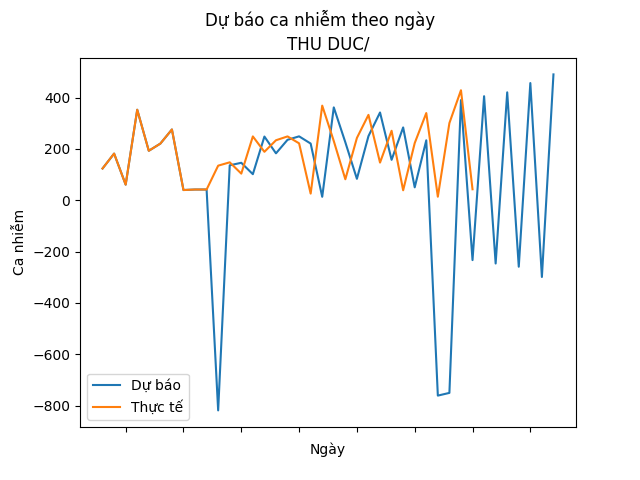 Dự báo ca nhiễm theo ngày
THU DUC/
400
200
0
−200
−400
−600
−800
Ca nhiễm
Dự báo
Thực tế
Ngày